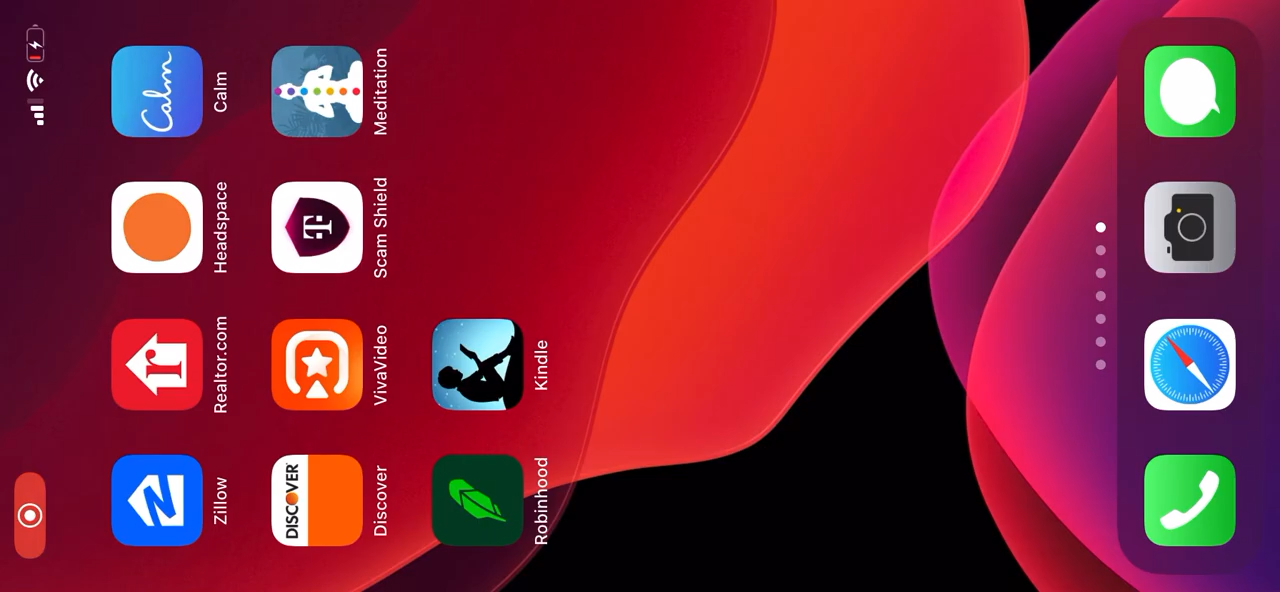 Zillow Realtor.com Headspace Calm
DISCOVER
Discover VivaVideo Scam Shield Meditation
Robinhood Kindle
Calm
r
T